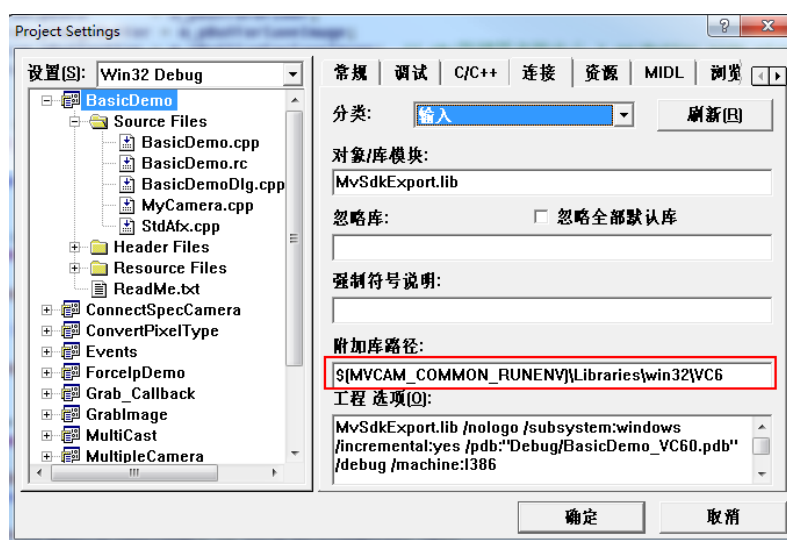 Project Settings
设置[S]: Win32 Debug
常规 调试 C/C++ 连接 资源 MIDL 浏览
BasicDemo
Source Files
BasicDemo.cpp
BasicDemo.rc
BasicDemoDlg.cpp
MyCamera.cpp
StdAfx.cpp
Header Files
Resource Files
ReadMe.txt
ConnectSpecCamera
ConvertPixelType
Events
ForceIpDemo
Grab_Callback
GrabImage
MultiCast
MultipleCamera
分类: 输入 刷新[R]
对象/库模块:
MvSdkExport.lib
忽略库: 忽略全部默认库
强制符号说明:
附加库路径:
$(MVCAM_COMMON_RUNENV)\Libraries\win32\VC6
工程 选项[O]:
MvSdkExport.lib /nologo /subsystem:windows
/incremental:yes /pdb:"Debug/BasicDemo_VC60.pdb"
/debug /machine:I386
确定 取消